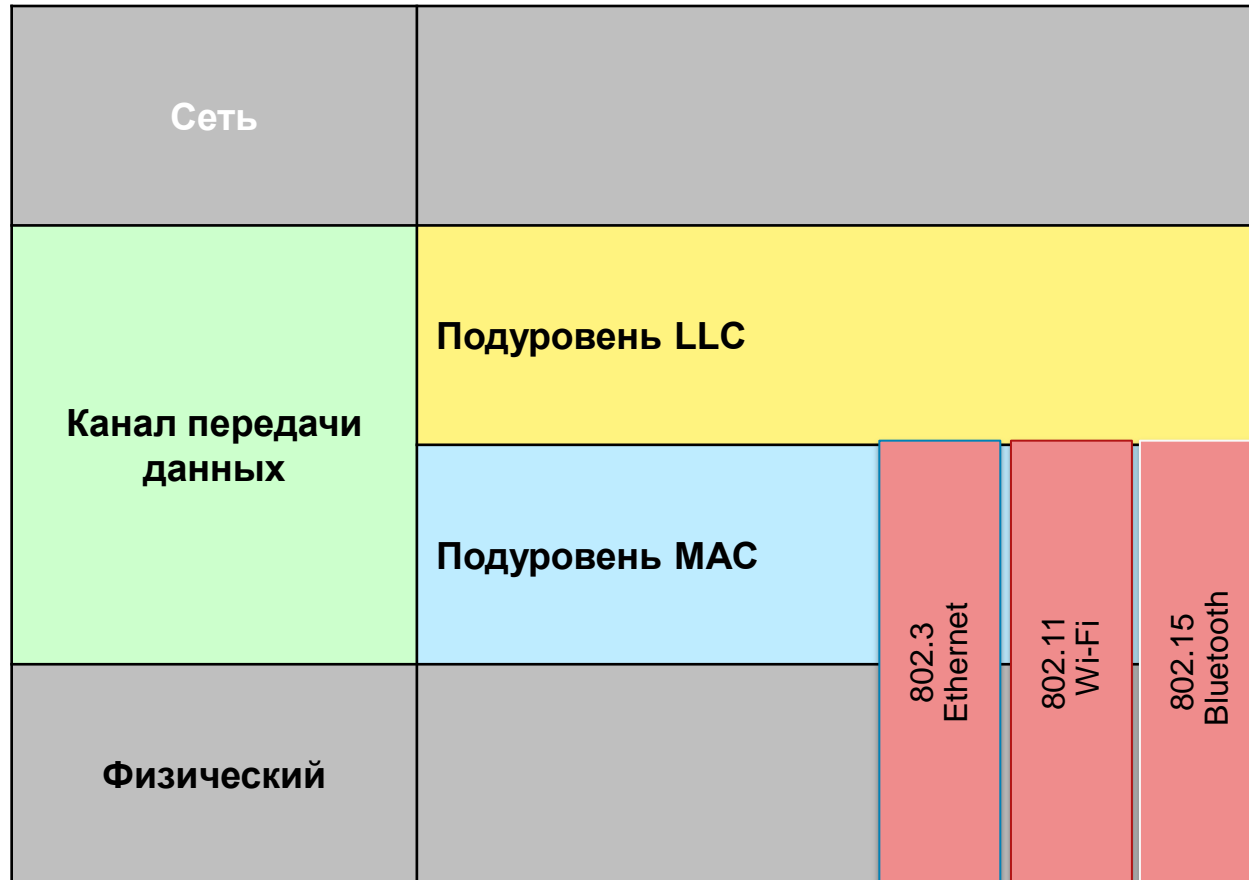 Сеть
Подуровень LLC
Канал передачи
данных
Подуровень MAC
802.3
Ethernet
802.11
Wi-Fi
802.15
Bluetooth
Физический